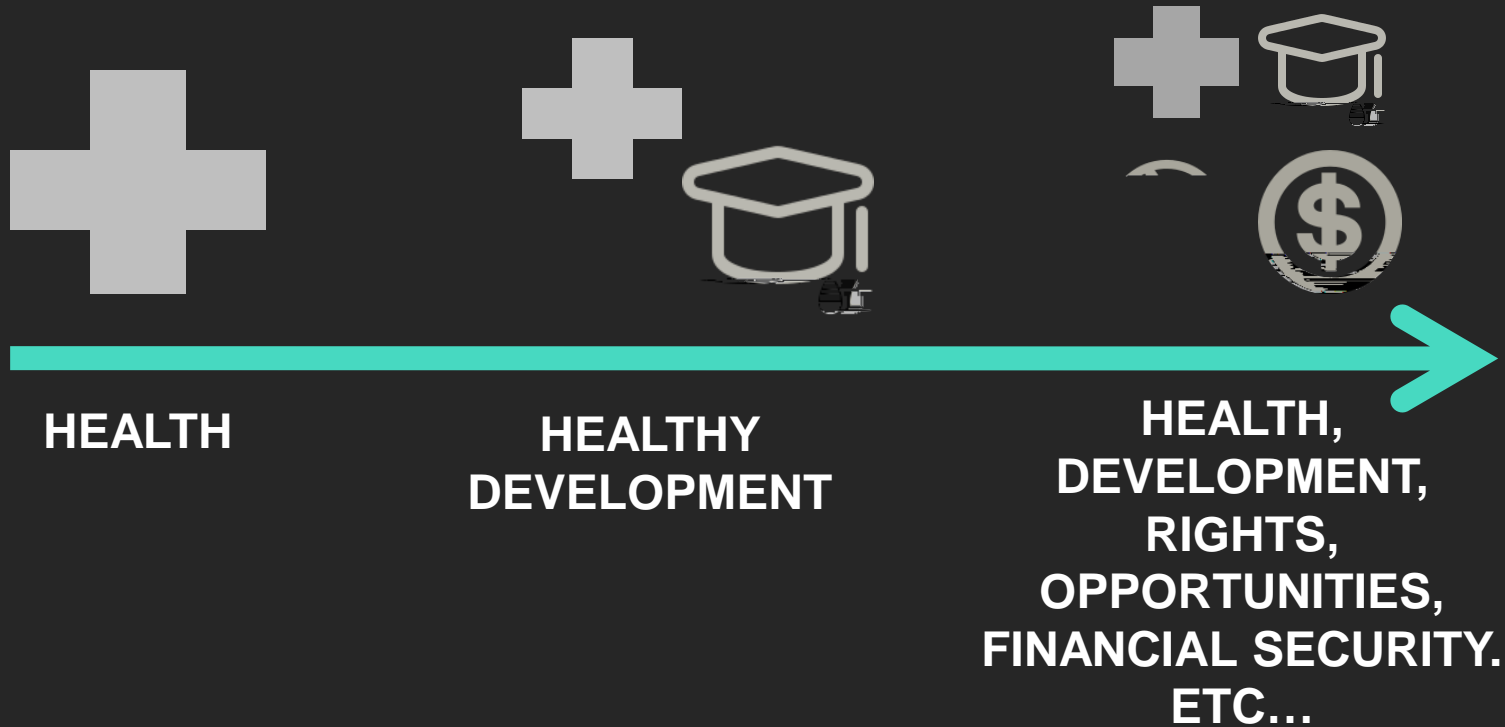 HEALTH
HEALTHY
DEVELOPMENT
HEALTH,
DEVELOPMENT,
RIGHTS,
OPPORTUNITIES,
FINANCIAL SECURITY.
ETC…
$